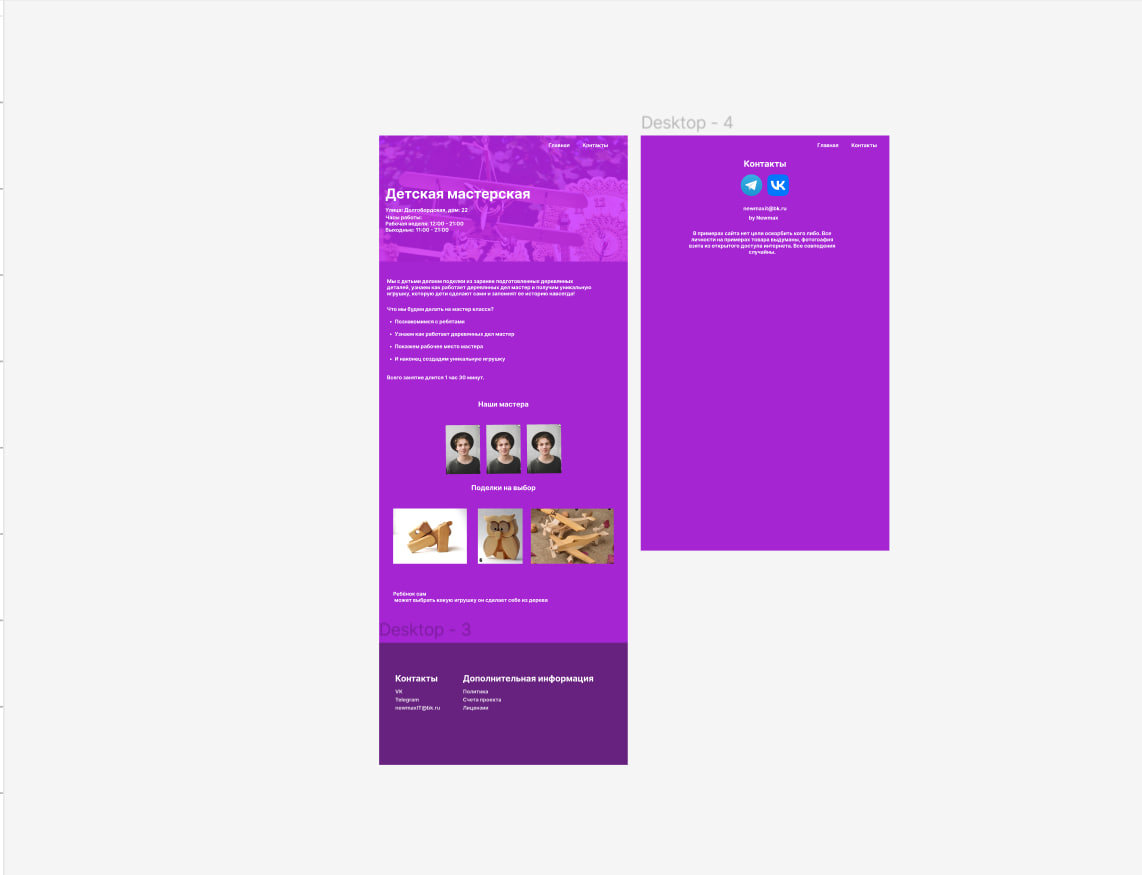 Desktop - 4
Главная Контакты
Детская мастерская
Улица: Долгобардская, дом: 22
Часы работы:
Рабочая неделя: 12:00 - 21:00
Выходные: 11:00 - 21:00
Мы с детьми делаем поделки из заранее подготовленных деревянных
деталей, узнаем как работает деревянных дел мастер и получим уникальную
игрушку, которую дети сделают сами и запомнят ее историю навсегда!
Что мы будем делать на мастер классе?
• Познакомимся с ребятами
• Узнаем как работает деревянных дел мастер
• Покажем рабочее место мастера
• И наконец создадим уникальную игрушку
Всего занятие длится 1 час 30 минут.
Наши мастера
Поделки на выбор
6
Ребёнок сам
может выбрать какую игрушку он сделает себе из дерева
Desktop - 3
Контакты
VK
Telegram
newmaxIT@bk.ru
Дополнительная информация
Политика
Счета проекта
Лицензии
Главная Контакты
Контакты
newmaxit@bk.ru
by Newmax
В примерах сайта нет цели оскорбить кого либо. Все
личности на примерах товара выдуманы, фотография
взята из открытого доступа интернета. Все совпадения
случайны.